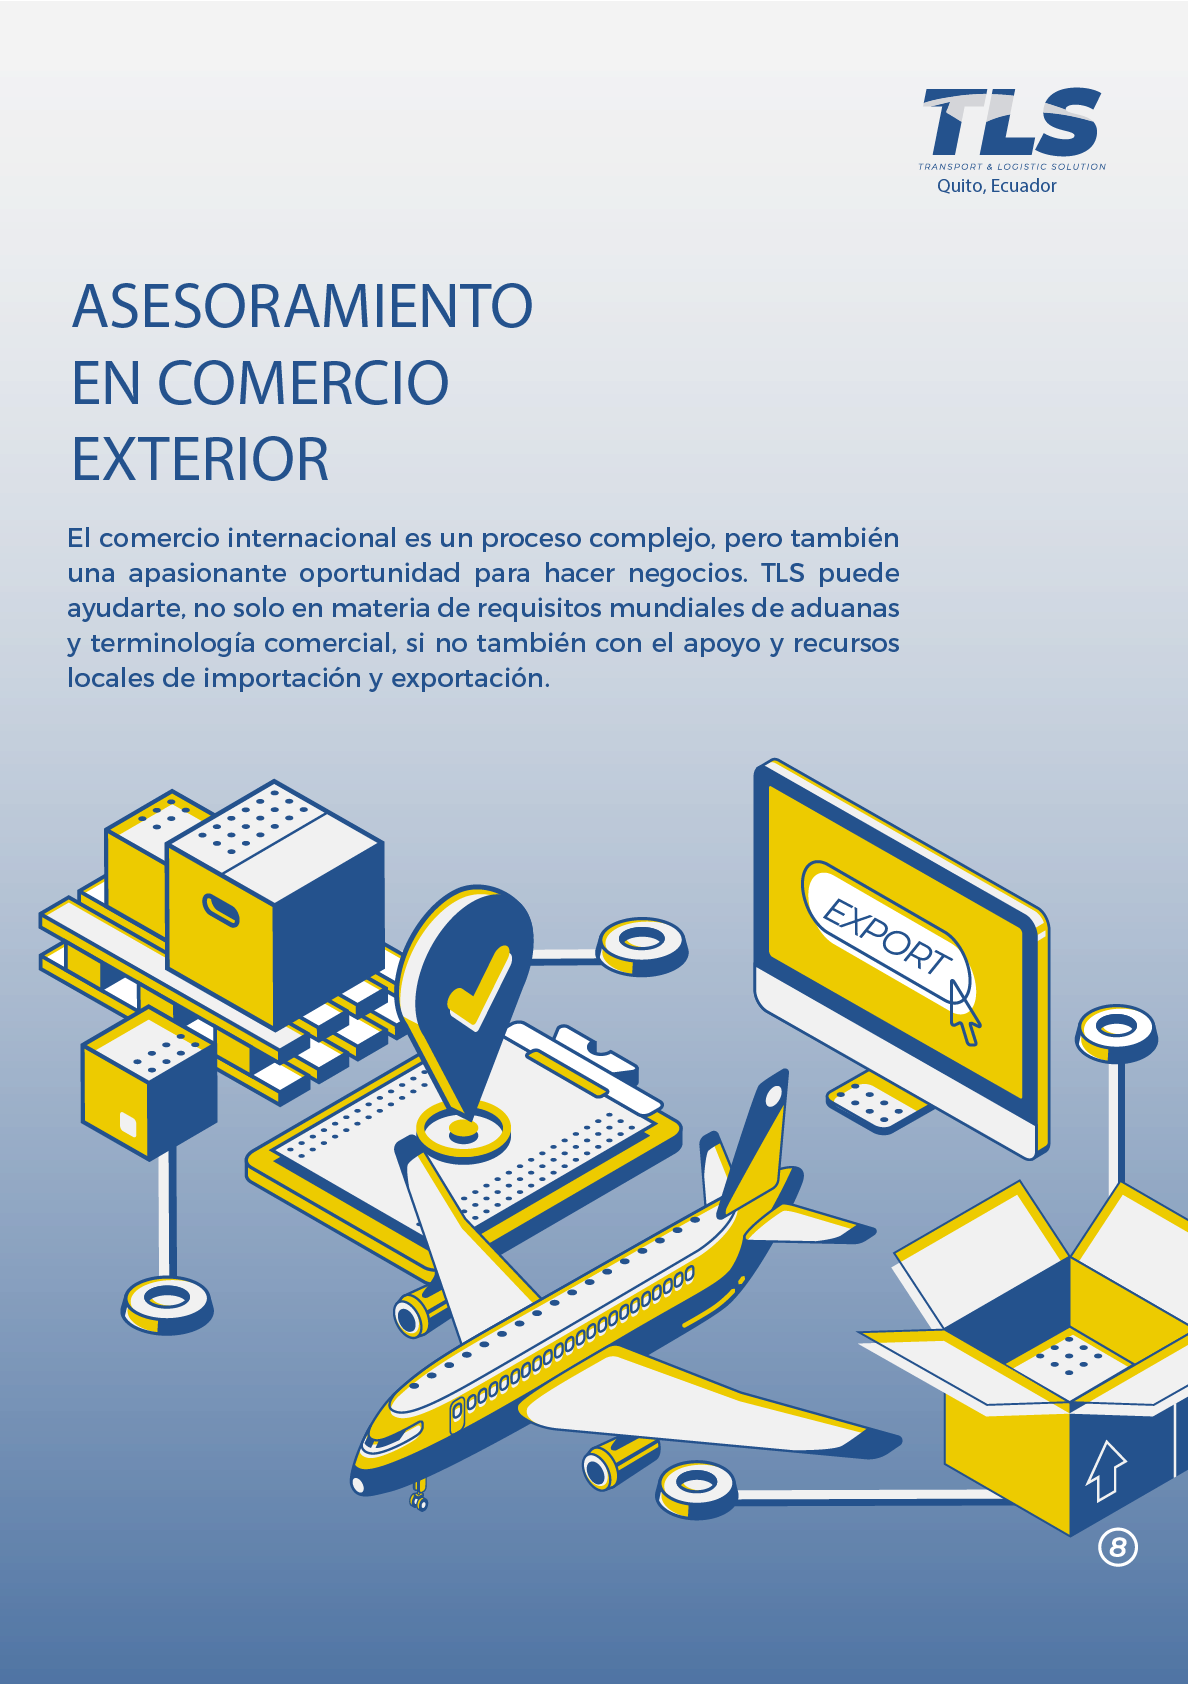 TLS
TRANSPORT & LOGISTIC SOLUTION
Quito, Ecuador
ASESORAMIENTO
EN COMERCIO
EXTERIOR
El comercio internacional es un proceso complejo, pero también
una apasionante oportunidad para hacer negocios. TLS puede
ayudarte, no solo en materia de requisitos mundiales de aduanas
y terminología comercial, si no también con el apoyo y recursos
locales de importación y exportación.
EXPORT
8